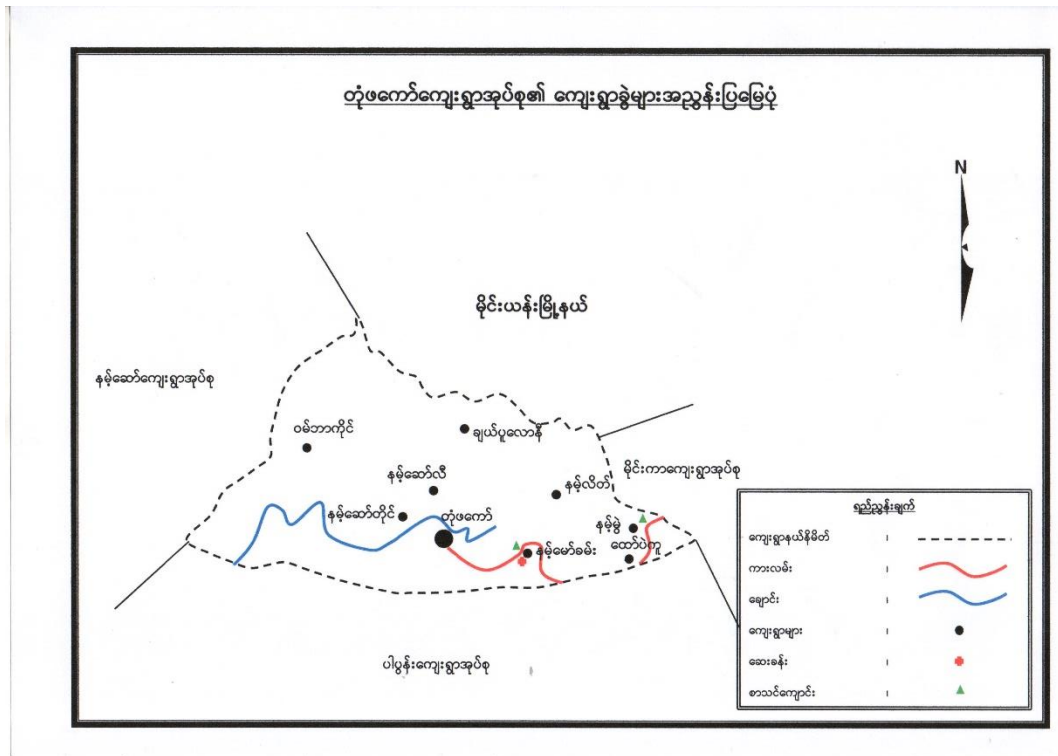 တုံဖကော်ကျေးရွာအုပ်စု၏ ကျေးရွာခွဲများအညွှန်းပြမြေပုံ
N
မိုင်းယန်းမြို့နယ်
နမ့်ဆော်ကျေးရွာအုပ်စု
ဝမ်ဘာကိုင်
ချယ်ပူလောနီ
မိုင်းကာကျေးရွာအုပ်စု
နမ့်ဆော်လီ
နမ့်လိတ်
နမ့်ဆော်တိုင်
တုံဖကော်
နမ့်မွဲ
နမ့်မော်ခမ်း
ထော်ပဲကူ
ပါပွန်းကျေးရွာအုပ်စု
ရည်ညွှန်းချက်
ကျေးရွာနယ်နိမိတ် ၊
ကားလမ်း ၊
ချောင်း ၊
ကျေးရွာများ ၊
ဆေးခန်း ၊
စာသင်ကျောင်း ၊